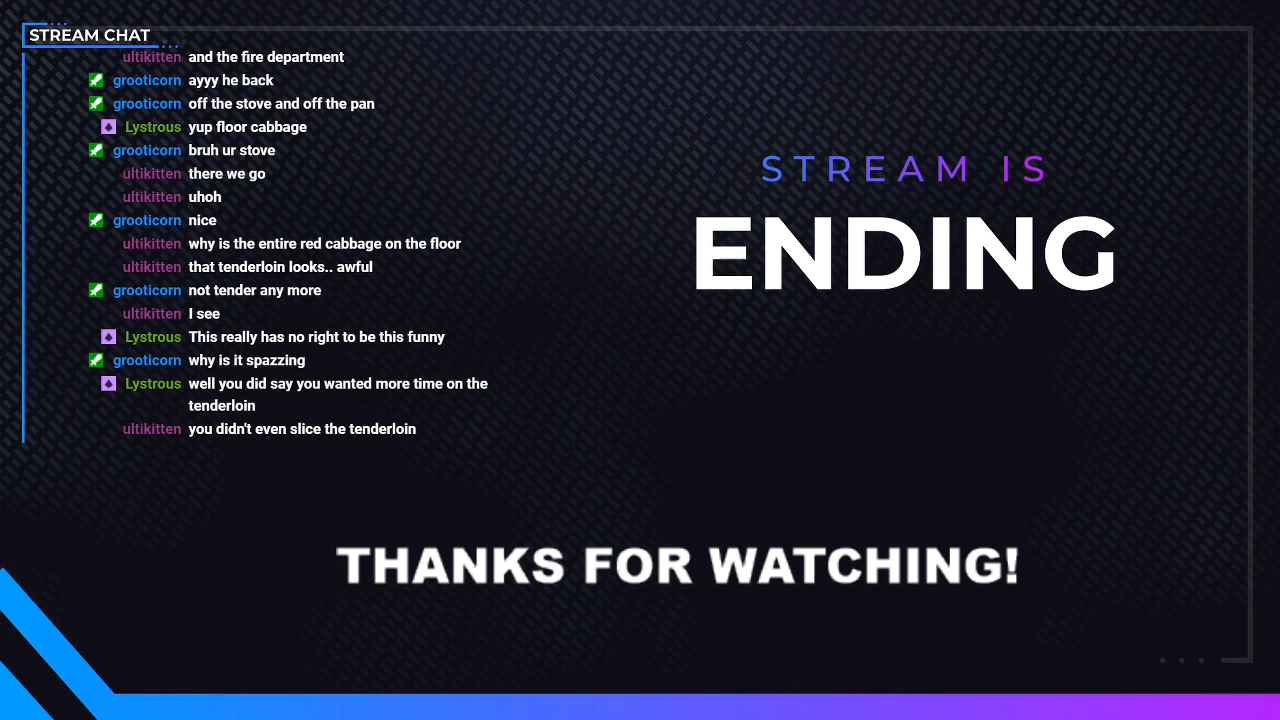 STREAM CHAT
ultikitten and the fire department
grooticorn ayyy he back
grooticorn off the stove and off the pan
Lystrous yup floor cabbage
grooticorn bruh ur stove
ultikitten there we go
ultikitten uhoh
grooticorn nice
ultikitten why is the entire red cabbage on the floor
ultikitten that tenderloin looks.. awful
grooticorn not tender any more
ultikitten I see
Lystrous This really has no right to be this funny
grooticorn why is it spazzing
Lystrous well you did say you wanted more time on the
tenderloin
ultikitten you didn't even slice the tenderloin
STREAM IS
ENDING
THANKS FOR WATCHING!